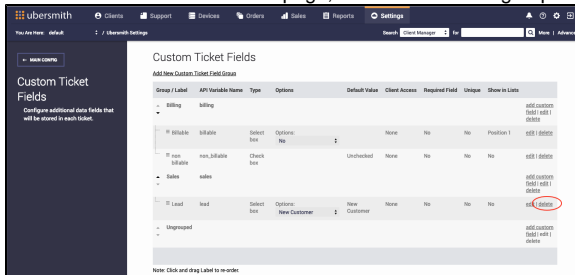 ubersmith Clients Support Devices Orders Sales Reports Settings
You Are Here: default / Ubersmith Settings Search Client Manager for More | Advanced
← MAIN CONFIG
Custom Ticket Fields
Configure additional data fields that
will be stored in each ticket.
Custom Ticket Fields
Add New Custom Ticket Field Group
Group / Label API Variable Name Type Options Default Value Client Access Required Field Unique Show in Lists
Billing billing add custom field | edit | delete
Billable billable Select box Options: No None No No Position 1 edit | delete
non billable non_billable Check box Unchecked None No No No edit | delete
Sales sales add custom field | edit | delete
Lead lead Select box Options: New Customer New Customer None No No No edit | delete
Ungrouped add custom field | edit | delete
Note: Click and drag Label to re-order.